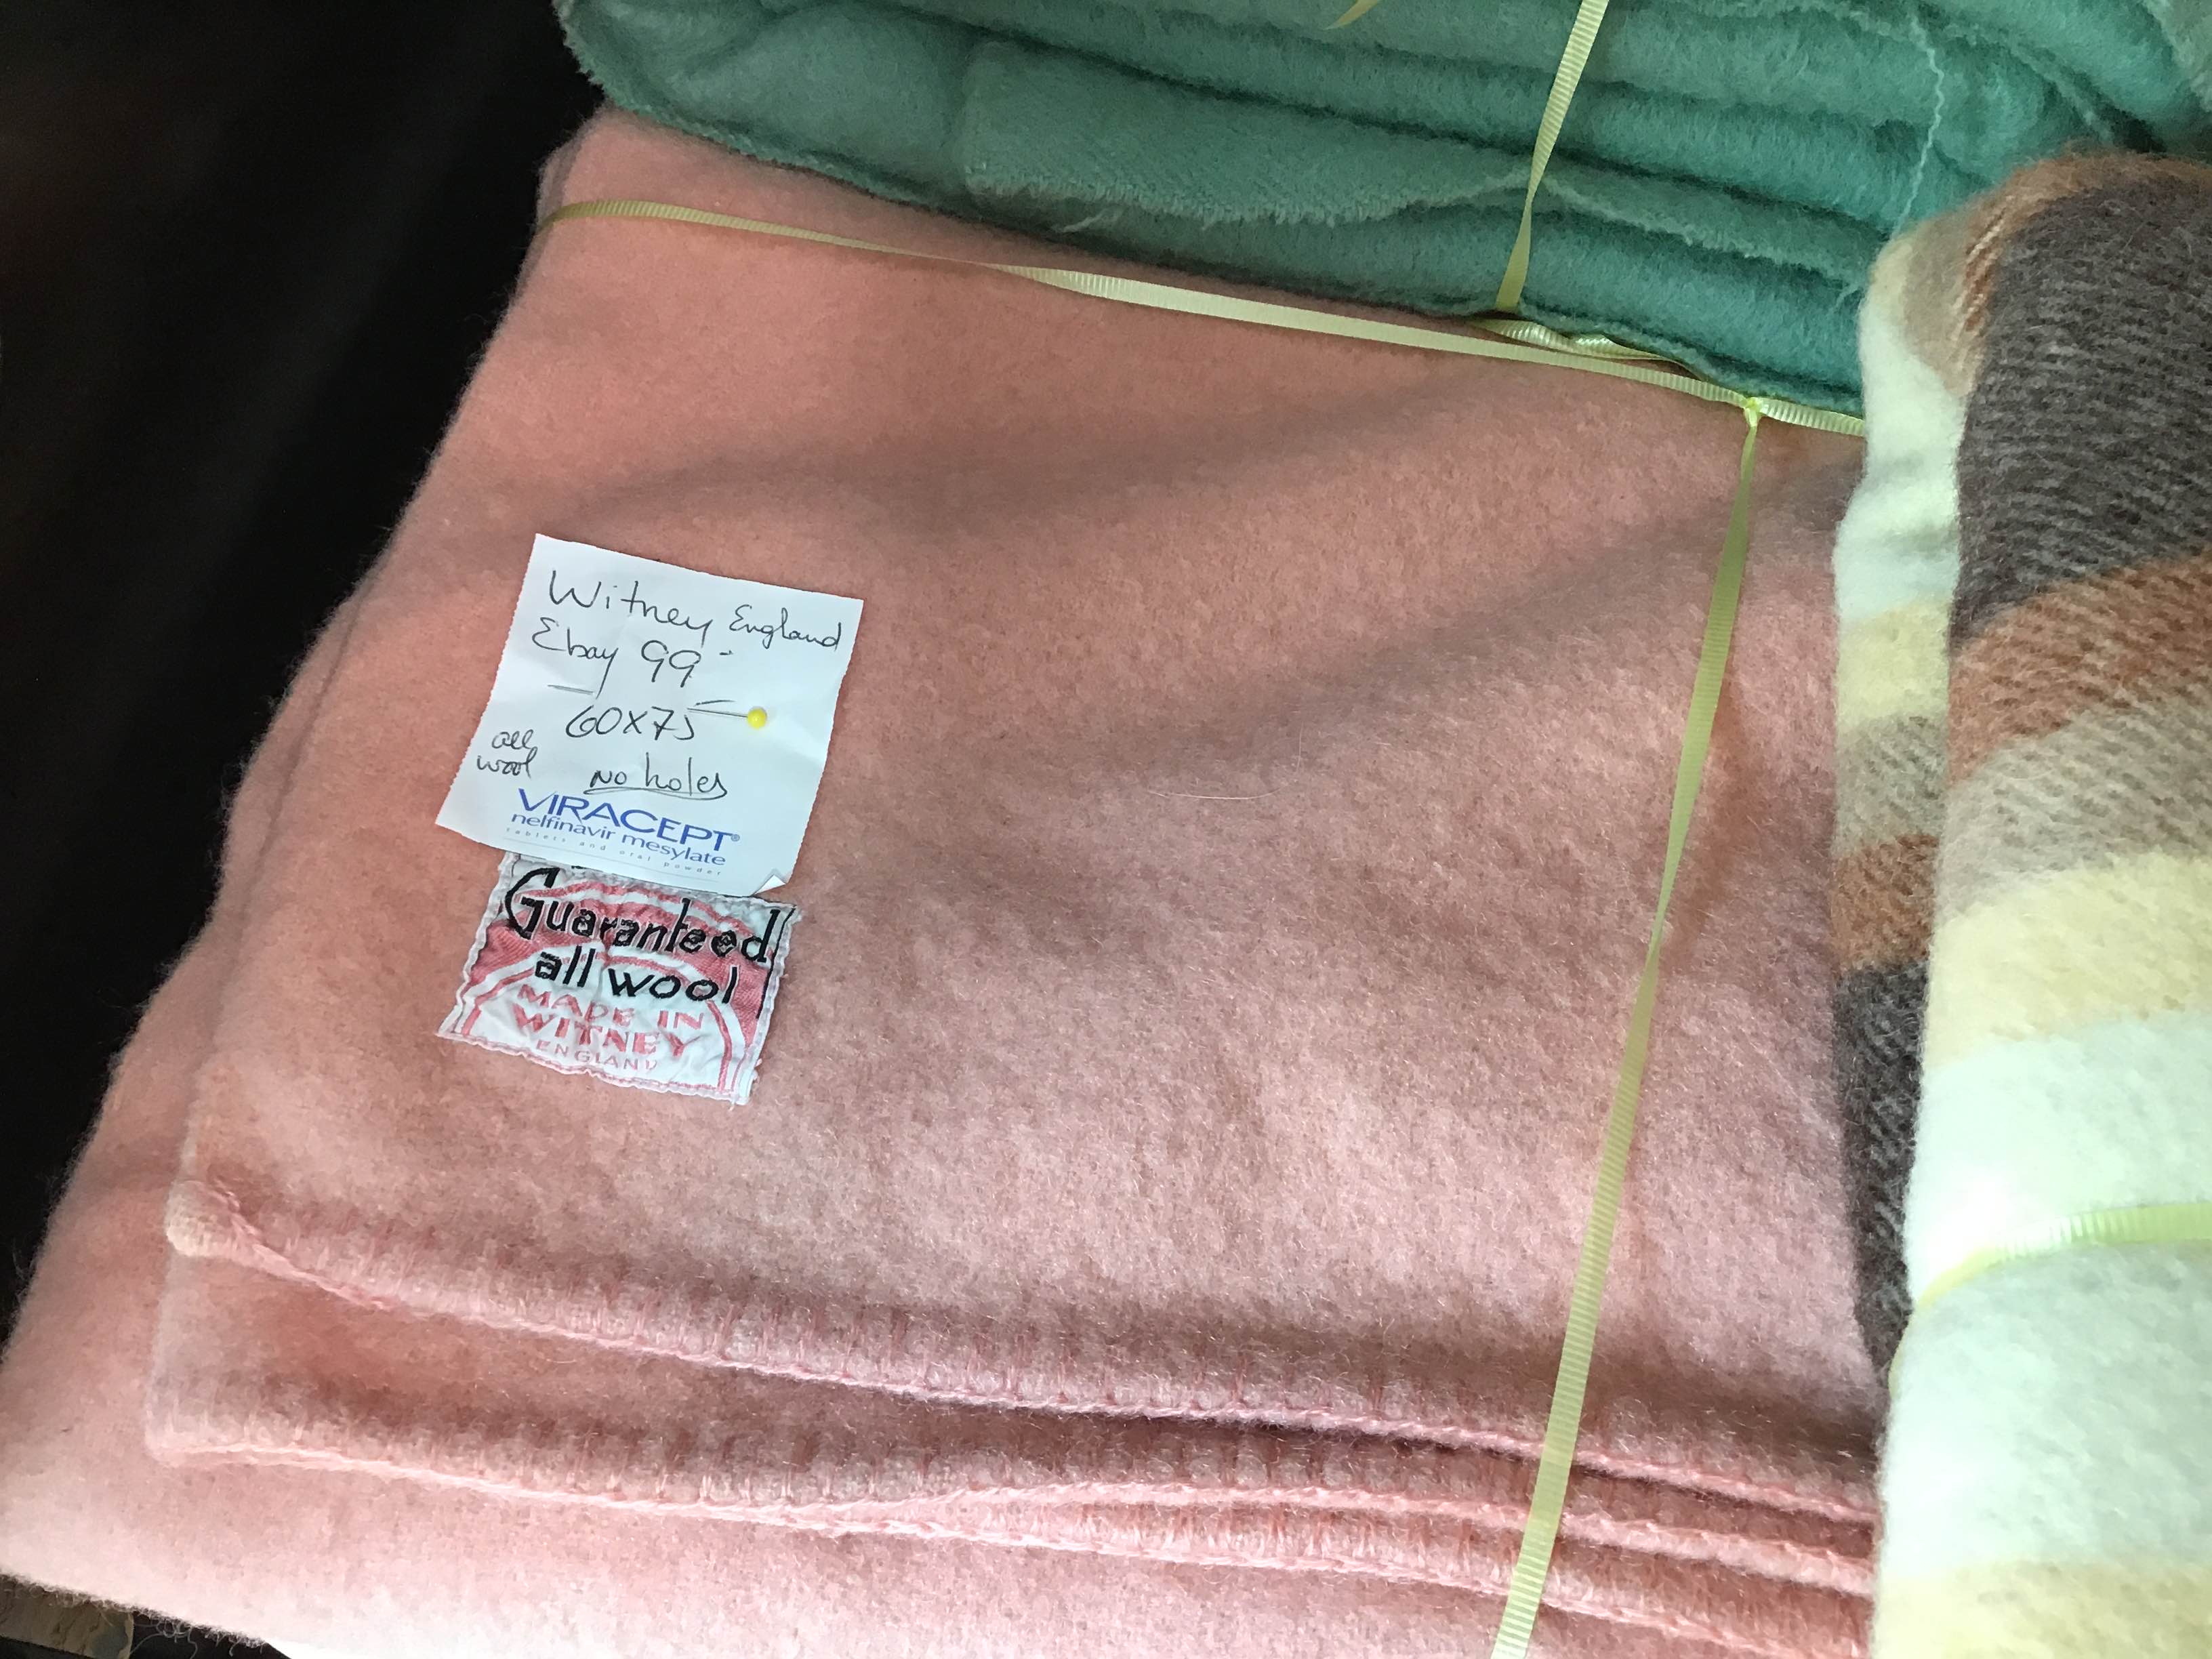 Witney England
Ebay 99-
60x75
all wool
No holes
VIRACEPT®
nelfinavir mesylate
tablets and oral powder
Guaranteed
all wool
MADE IN
WITNEY
ENGLAND